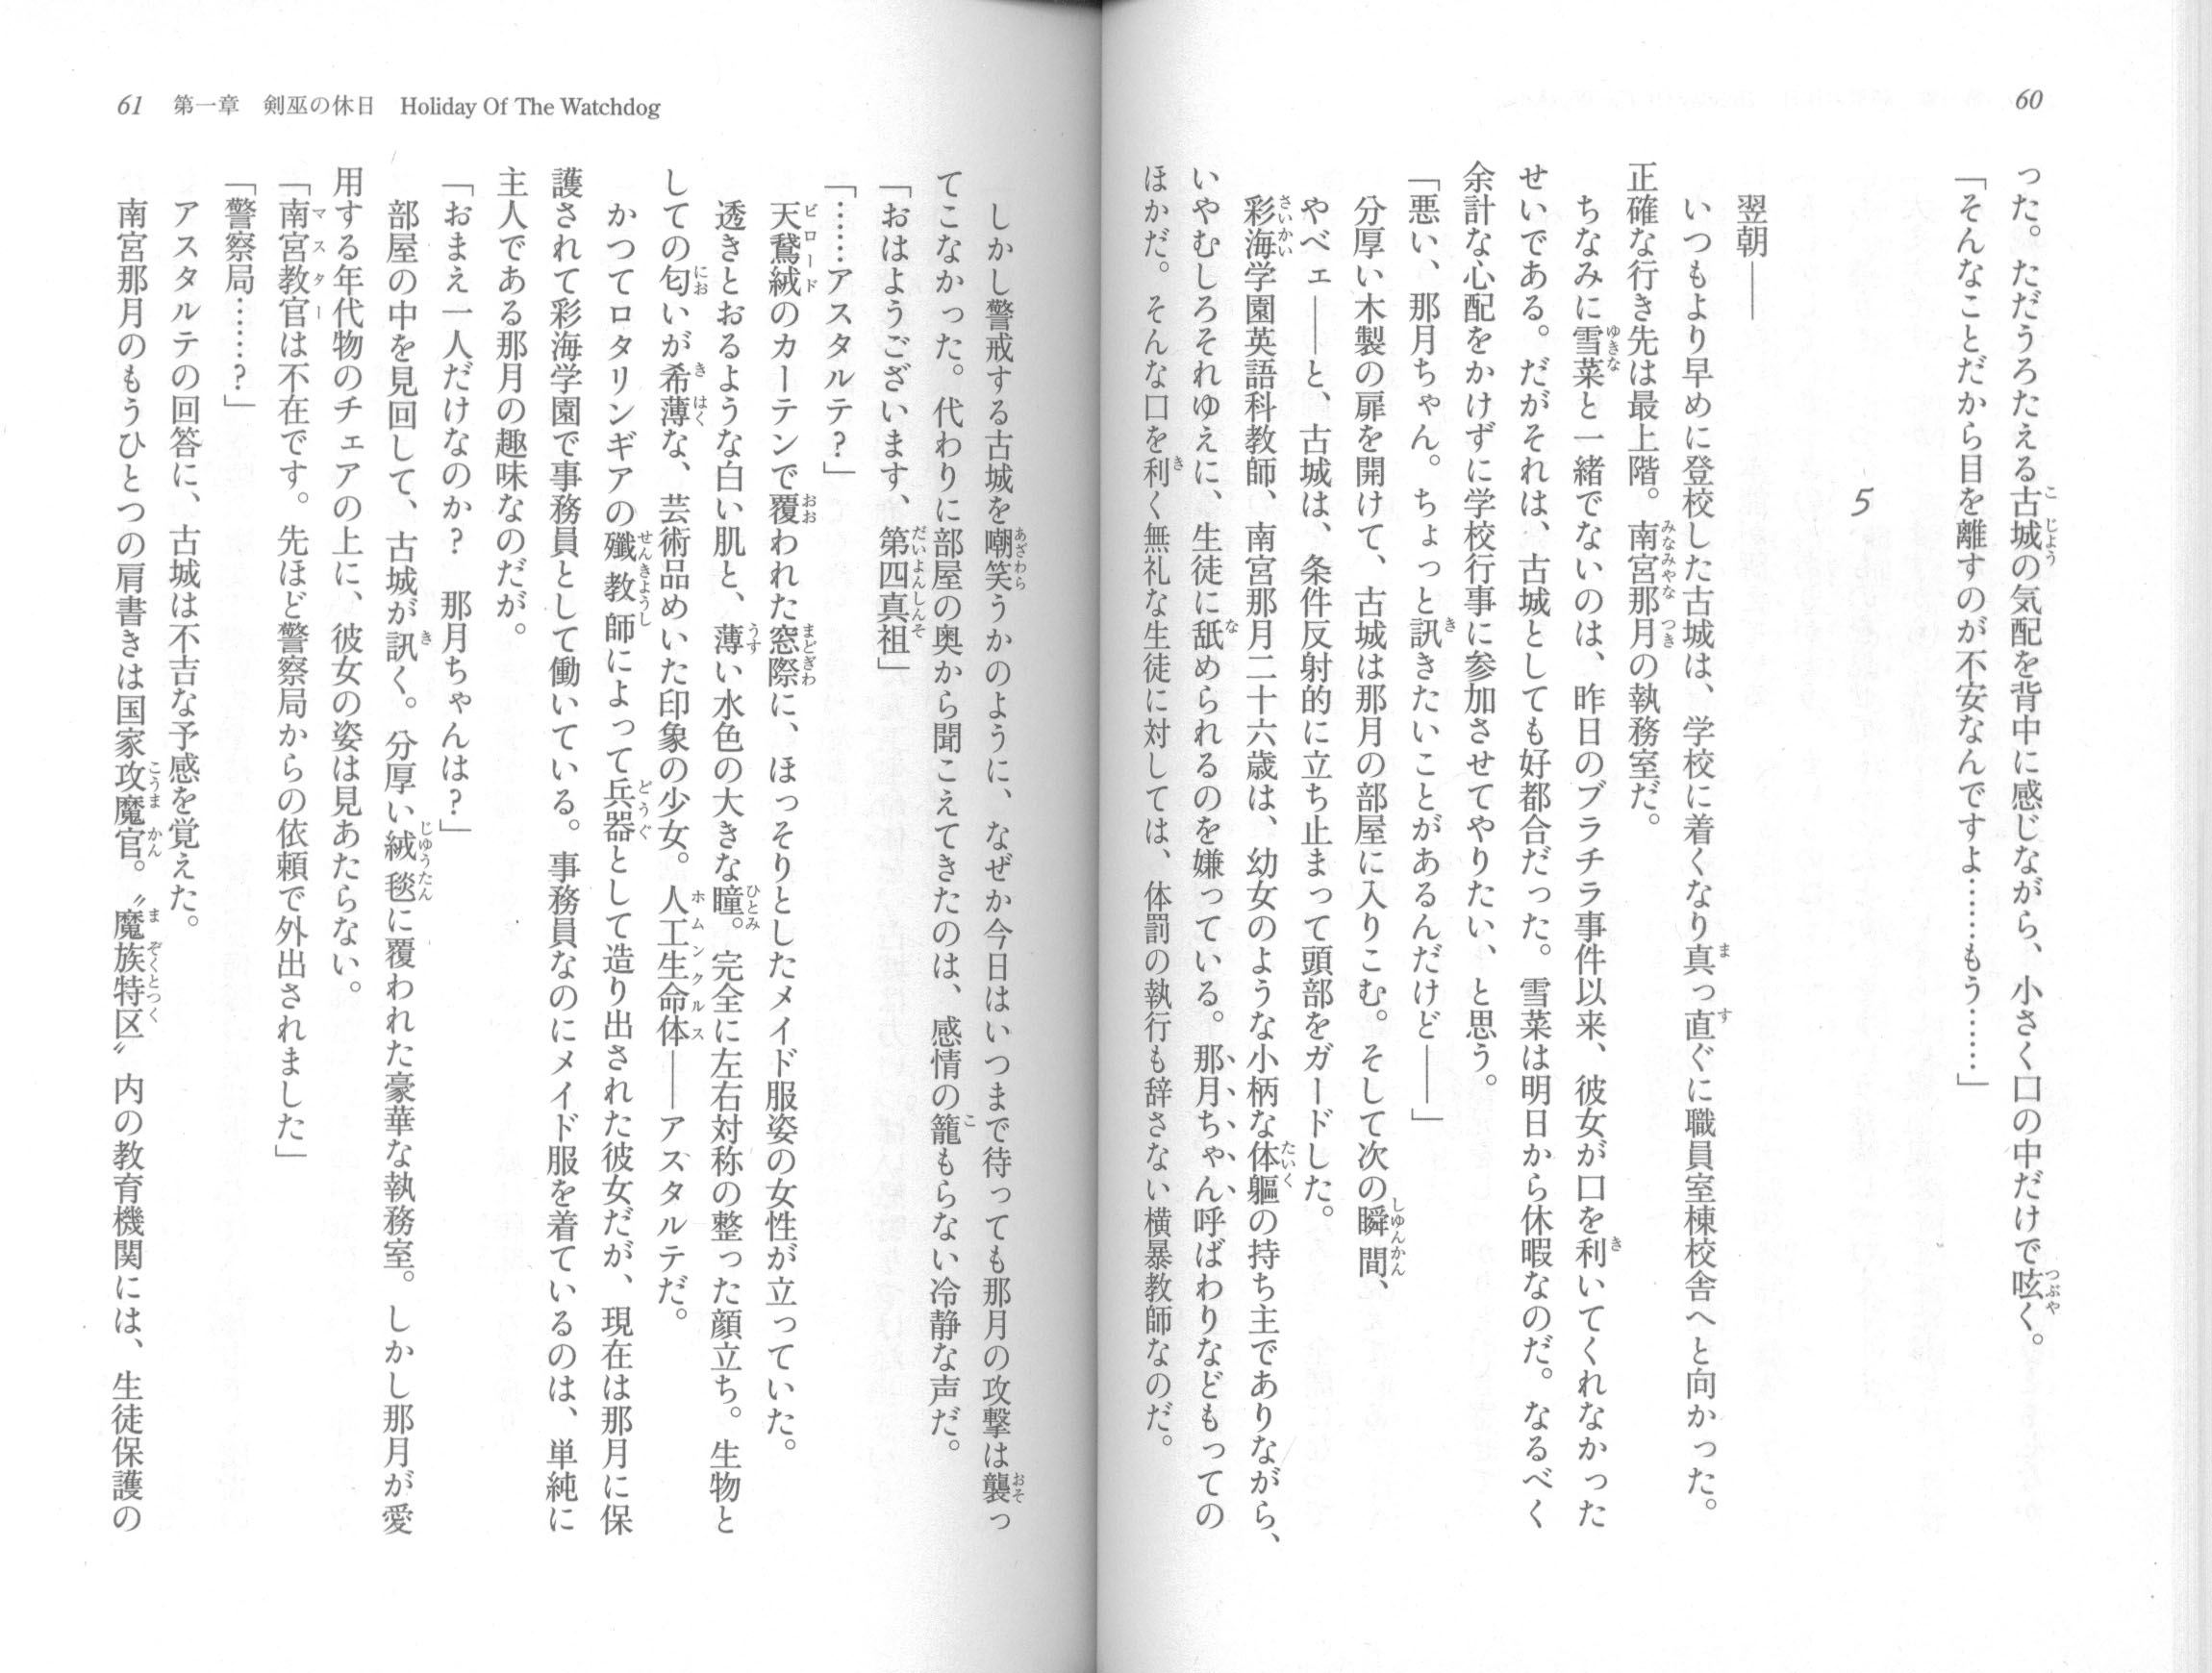 60
った。ただうろたえる古城の気配を背中に感じながら、小さく口の中だけで呟く。
「そんなことだから目を離すのが不安なんですよ……もう……」
5
翌朝――
いつもより早めに登校した古城は、学校に着くなり真っ直ぐに職員室棟校舎へと向かった。
正確な行き先は最上階。南宮那月の執務室だ。
ちなみに雪菜と一緒でないのは、昨日のブラチラ事件以来、彼女が口を利いてくれなかった
せいである。だがそれは、古城としても好都合だった。雪菜は明日から休暇なのだ。なるべく
余計な心配をかけずに学校行事に参加させてやりたい、と思う。
「悪い、那月ちゃん。ちょっと訊きたいことがあるんだけど――」
分厚い木製の扉を開けて、古城は那月の部屋に入りこむ。そして次の瞬間、
やべェ――と、古城は、条件反射的に立ち止まって頭部をガードした。
彩海学園英語科教師、南宮那月二十六歳は、幼女のような小柄な体軀の持ち主でありながら、
いやむしろそれゆえに、生徒に舐められるのを嫌っている。那月ちゃん呼ばわりなどもっての
ほかだ。そんな口を利く無礼な生徒に対しては、体罰の執行も辞さない横暴教師なのだ。
61 第一章 剣巫の休日 Holiday Of The Watchdog
しかし警戒する古城を嘲笑うかのように、なぜか今日はいつまで待っても那月の攻撃は襲っ
てこなかった。代わりに部屋の奥から聞こえてきたのは、感情の籠もらない冷静な声だ。
「おはようございます、第四真祖」
「……アスタルテ？」
天鵞絨のカーテンで覆われた窓際に、ほっそりとしたメイド服姿の女性が立っていた。
透きとおるような白い肌と、薄い水色の大きな瞳。完全に左右対称の整った顔立ち。生物と
しての匂いが希薄な、芸術品めいた印象の少女。人工生命体――アスタルテだ。
かつてロタリンギアの殲教師によって兵器として造り出された彼女だが、現在は那月に保
護されて彩海学園で事務員として働いている。事務員なのにメイド服を着ているのは、単純に
主人である那月の趣味なのだが。
「おまえ一人だけなのか？　那月ちゃんは？」
部屋の中を見回して、古城が訊く。分厚い絨毯に覆われた豪華な執務室。しかし那月が愛
用する年代物のチェアの上に、彼女の姿は見あたらない。
「南宮教官は不在です。先ほど警察局からの依頼で外出されました」
「警察局……？」
アスタルテの回答に、古城は不吉な予感を覚えた。
南宮那月のもうひとつの肩書きは国家攻魔官。〝魔族特区〟内の教育機関には、生徒保護の